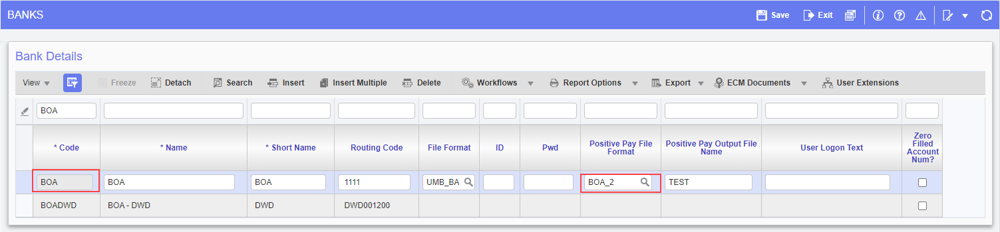 BANKS
Save Exit
Bank Details
View Freeze Detach Search Insert Insert Multiple Delete Workflows Report Options Export ECM Documents User Extensions
BOA
* Code * Name * Short Name Routing Code File Format ID Pwd Positive Pay File Format Positive Pay Output File Name User Logon Text Zero Filled Account Num?
BOA BOA BOA 1111 UMB_BA BOA_2 TEST
BOADWD BOA - DWD DWD DWD001200